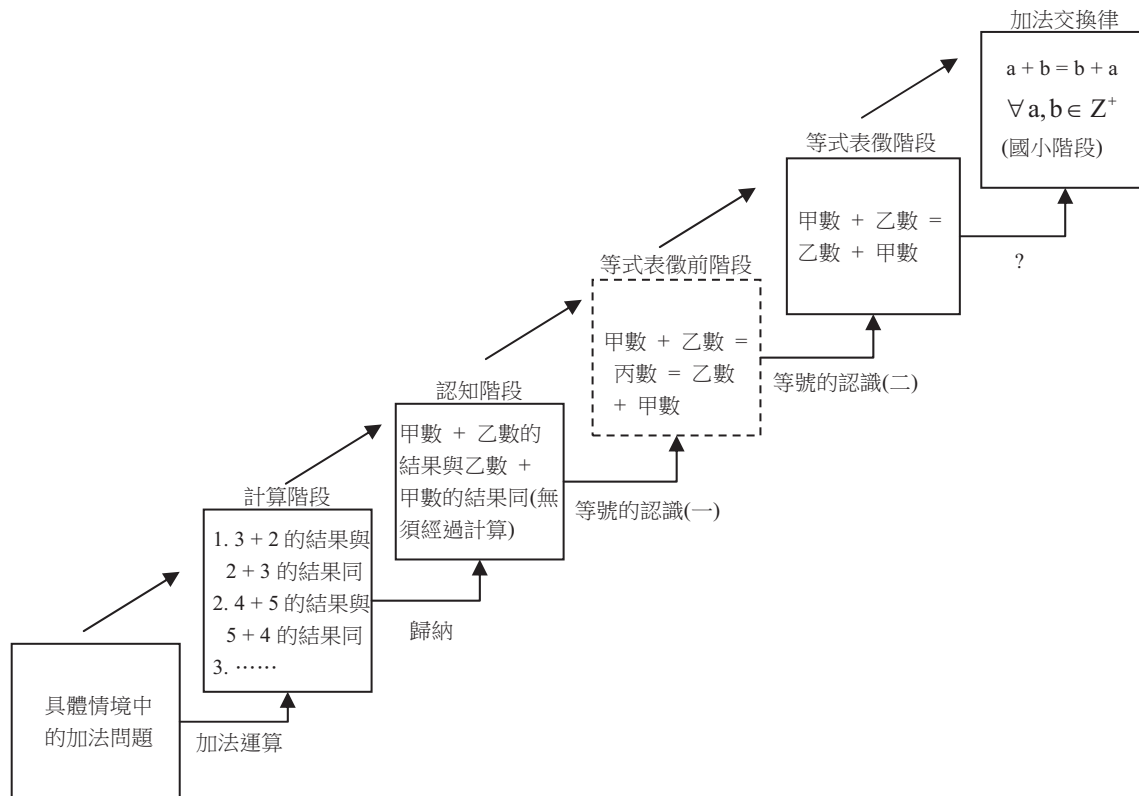 加法交換律
a + b = b + a
∀ a, b ∈ Z⁺
(國小階段)
?
等式表徵階段
甲數 + 乙數 =
乙數 + 甲數
等號的認識(二)
等式表徵前階段
甲數 + 乙數 =
丙數 = 乙數
+ 甲數
等號的認識(一)
認知階段
甲數 + 乙數的
結果與乙數 +
甲數的結果同(無
須經過計算)
歸納
計算階段
1. 3 + 2 的結果與
2 + 3 的結果同
2. 4 + 5 的結果與
5 + 4 的結果同
3. ⋯⋯
加法運算
具體情境中
的加法問題